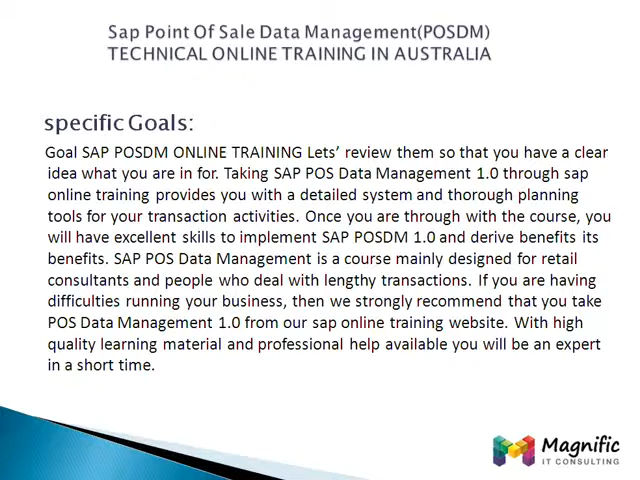 Sap Point Of Sale Data Management(POSDM)
TECHNICAL ONLINE TRAINING IN AUSTRALIA
specific Goals:
Goal SAP POSDM ONLINE TRAINING Lets’ review them so that you have a clear
idea what you are in for. Taking SAP POS Data Management 1.0 through sap
online training provides you with a detailed system and thorough planning
tools for your transaction activities. Once you are through with the course, you
will have excellent skills to implement SAP POSDM 1.0 and derive benefits its
benefits. SAP POS Data Management is a course mainly designed for retail
consultants and people who deal with lengthy transactions. If you are having
difficulties running your business, then we strongly recommend that you take
POS Data Management 1.0 from our sap online training website. With high
quality learning material and professional help available you will be an expert
in a short time.
Magnific
IT CONSULTING